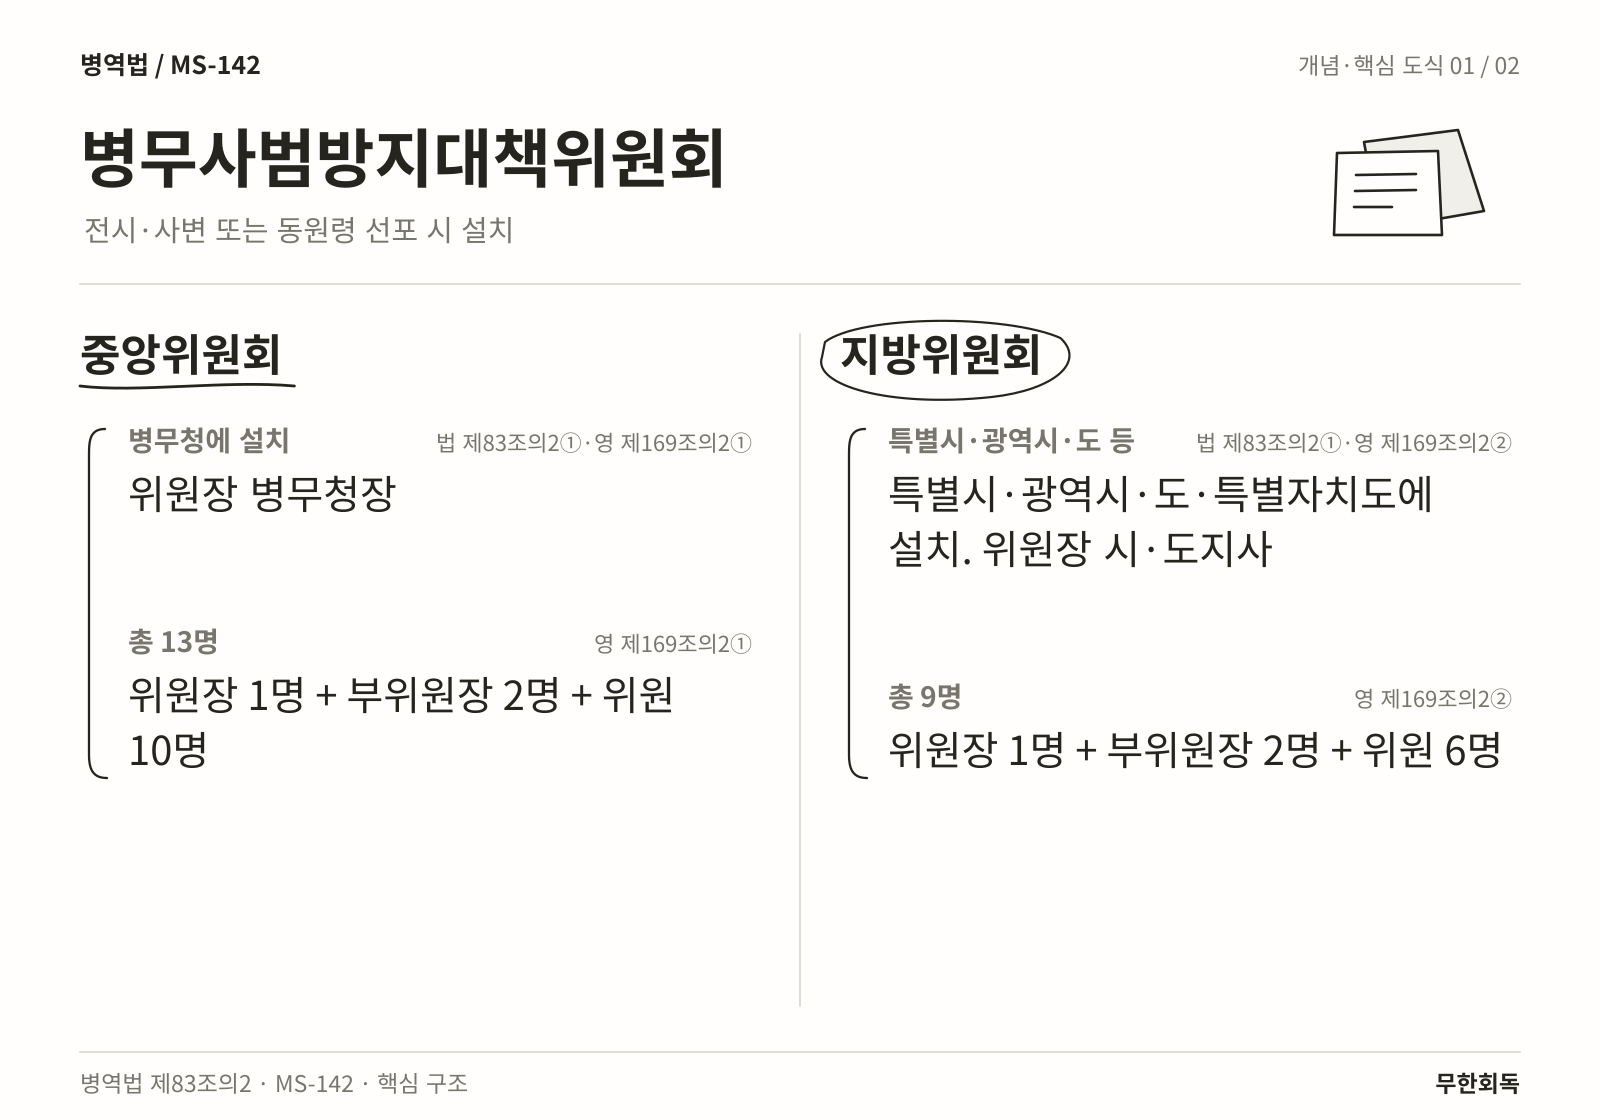 병역법 / MS-142
개념·핵심 도식 01 / 02
병무사범방지대책위원회
전시·사변 또는 동원령 선포 시 설치
중앙위원회
병무청에 설치
법 제83조의2①·영 제169조의2①
위원장 병무청장
총 13명
영 제169조의2①
위원장 1명 + 부위원장 2명 + 위원
10명
지방위원회
특별시·광역시·도 등
법 제83조의2①·영 제169조의2②
특별시·광역시·도·특별자치도에
설치. 위원장 시·도지사
총 9명
영 제169조의2②
위원장 1명 + 부위원장 2명 + 위원 6명
병역법 제83조의2 · MS-142 · 핵심 구조
무한회독